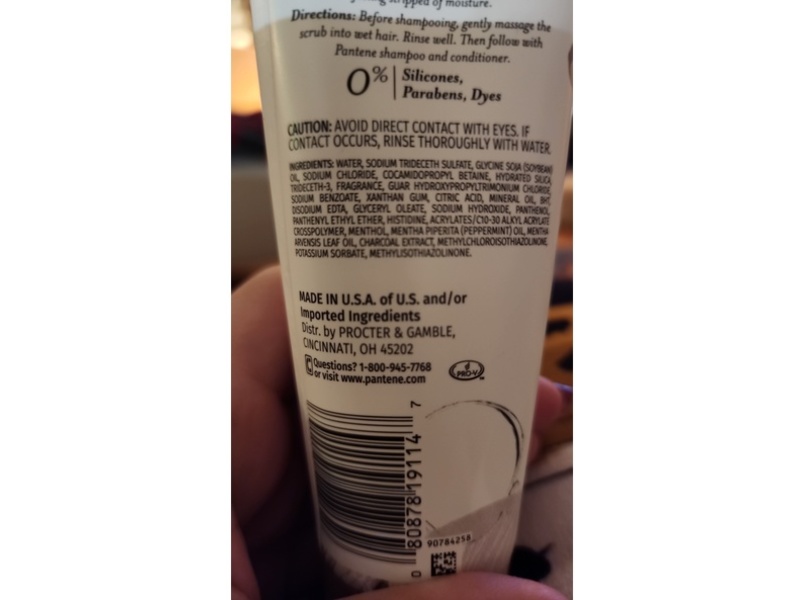 stripped of moisture.
Directions: Before shampooing, gently massage the
scrub into wet hair. Rinse well. Then follow with
Pantene shampoo and conditioner.
0% Silicones,
Parabens, Dyes
CAUTION: AVOID DIRECT CONTACT WITH EYES. IF
CONTACT OCCURS, RINSE THOROUGHLY WITH WATER.
INGREDIENTS: WATER, SODIUM TRIDECETH SULFATE, GLYCINE SOJA (SOYBEAN)
OIL, SODIUM CHLORIDE, COCAMIDOPROPYL BETAINE, HYDRATED SILICA,
TRIDECETH-3, FRAGRANCE, GUAR HYDROXYPROPYLTRIMONIUM CHLORIDE,
SODIUM BENZOATE, XANTHAN GUM, CITRIC ACID, MINERAL OIL, BHT,
DISODIUM EDTA, GLYCERYL OLEATE, SODIUM HYDROXIDE, PANTHENOL,
PANTHENYL ETHYL ETHER, HISTIDINE, ACRYLATES/C10-30 ALKYL ACRYLATE
CROSSPOLYMER, MENTHOL, MENTHA PIPERITA (PEPPERMINT) OIL, MENTHA
ARVENSIS LEAF OIL, CHARCOAL EXTRACT, METHYLCHLOROISOTHIAZOLINONE,
POTASSIUM SORBATE, METHYLISOTHIAZOLINONE.
MADE IN U.S.A. of U.S. and/or
Imported Ingredients
Distr. by PROCTER & GAMBLE,
CINCINNATI, OH 45202
Questions? 1-800-945-7768
or visit www.pantene.com
PRO-V
0 80878 19114 7
90784258